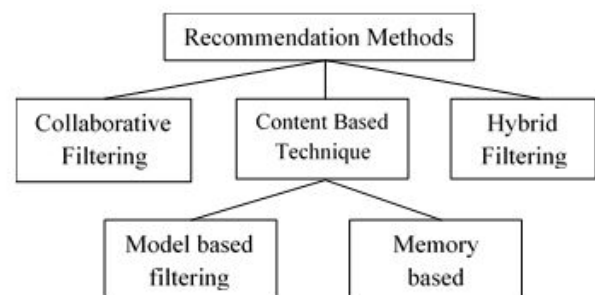 Recommendation Methods
Collaborative
Filtering
Content Based
Technique
Hybrid
Filtering
Model based
filtering
Memory
based